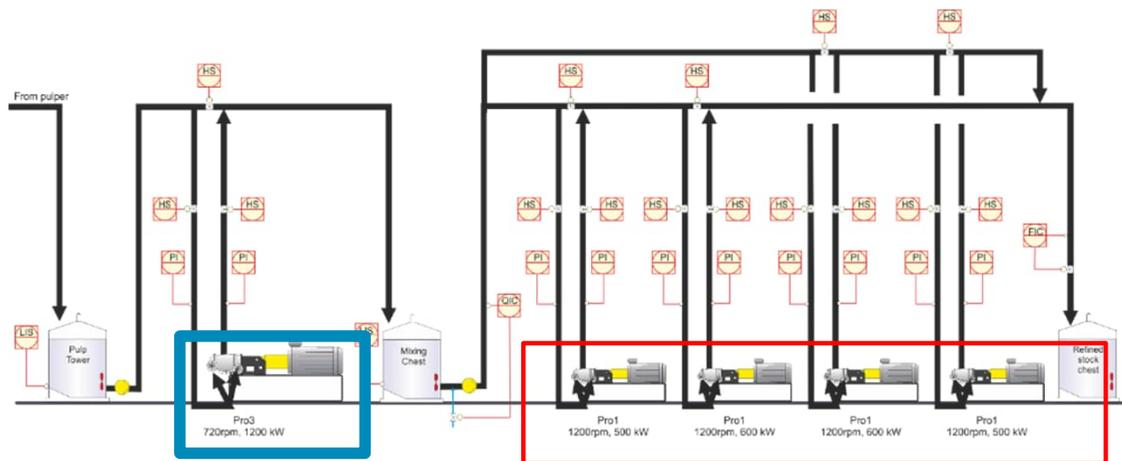 HS
HS
HS
HS
HS
From pulper
HS
HS
HS
HS
HS
HS
HS
HS
HS
HS
FIC
PI
PI
PI
PI
PI
PI
PI
PI
PI
PI
QIC
LIS
LIS
Pulp
Tower
Mixing
Chest
Refined
stock
chest
Pro3
720rpm, 1200 kW
Pro1
1200rpm, 500 kW
Pro1
1200rpm, 600 kW
Pro1
1200rpm, 600 kW
Pro1
1200rpm, 500 kW